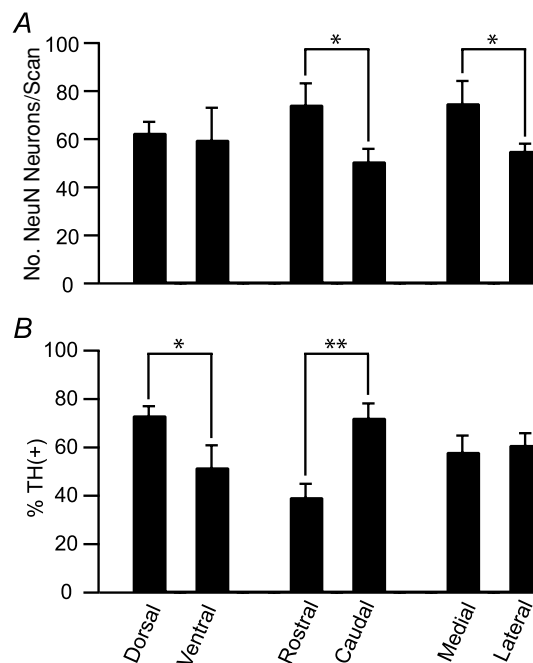 A
No. NeuN Neurons/Scan
100
80
60
40
20
0
*
*
B
% TH(+)
100
80
60
40
20
0
*
**
Dorsal
Ventral
Rostral
Caudal
Medial
Lateral